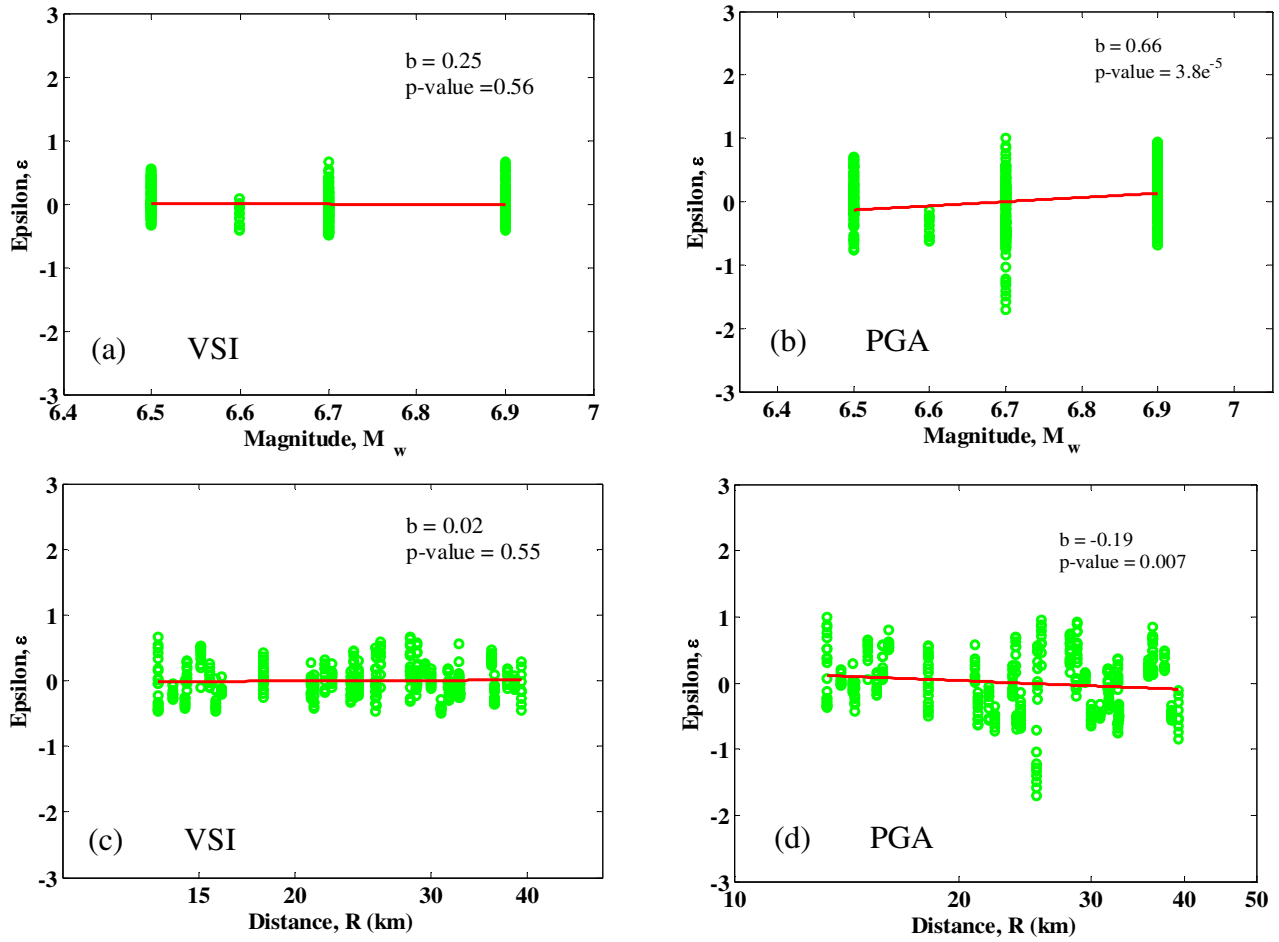 3
2
1
0
-1
-2
-3
Epsilon, ε
b = 0.25
p-value =0.56
(a) VSI
6.4 6.5 6.6 6.7 6.8 6.9 7
Magnitude, M w
3
2
1
0
-1
-2
-3
Epsilon, ε
b = 0.66
p-value = 3.8e-5
(b) PGA
6.4 6.5 6.6 6.7 6.8 6.9 7
Magnitude, M w
3
2
1
0
-1
-2
-3
Epsilon, ε
b = 0.02
p-value = 0.55
(c) VSI
15 20 30 40
Distance, R (km)
3
2
1
0
-1
-2
-3
Epsilon, ε
b = -0.19
p-value = 0.007
(d) PGA
10 20 30 40 50
Distance, R (km)